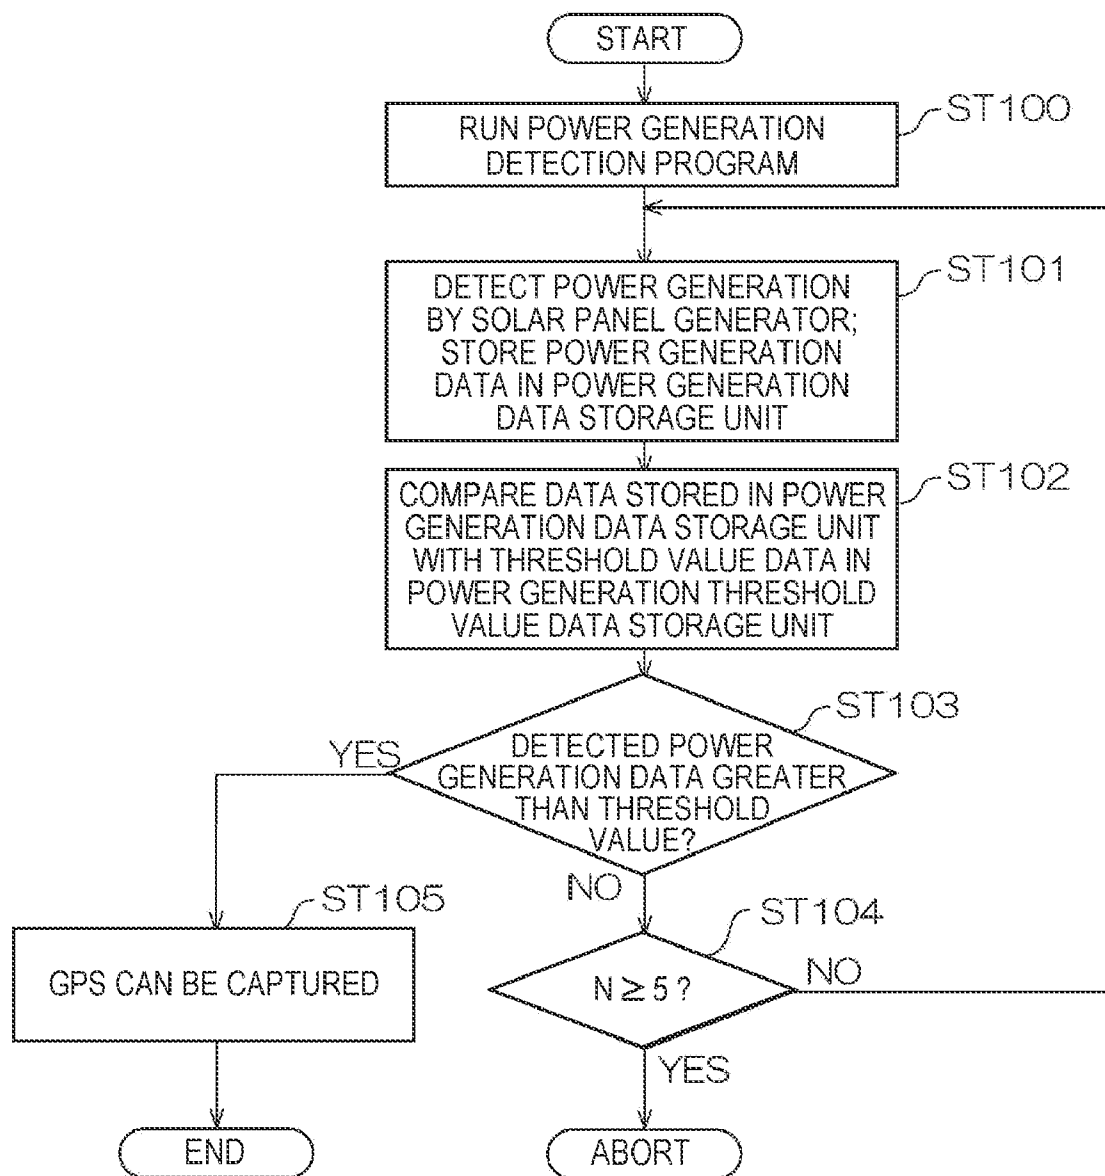 START
RUN POWER GENERATION
DETECTION PROGRAM
ST100
DETECT POWER GENERATION
BY SOLAR PANEL GENERATOR;
STORE POWER GENERATION
DATA IN POWER GENERATION
DATA STORAGE UNIT
ST101
COMPARE DATA STORED IN POWER
GENERATION DATA STORAGE UNIT
WITH THRESHOLD VALUE DATA IN
POWER GENERATION THRESHOLD
VALUE DATA STORAGE UNIT
ST102
DETECTED POWER
GENERATION DATA GREATER
THAN THRESHOLD
VALUE?
ST103
YES
NO
ST105
GPS CAN BE CAPTURED
ST104
N ≥ 5 ?
NO
YES
END
ABORT